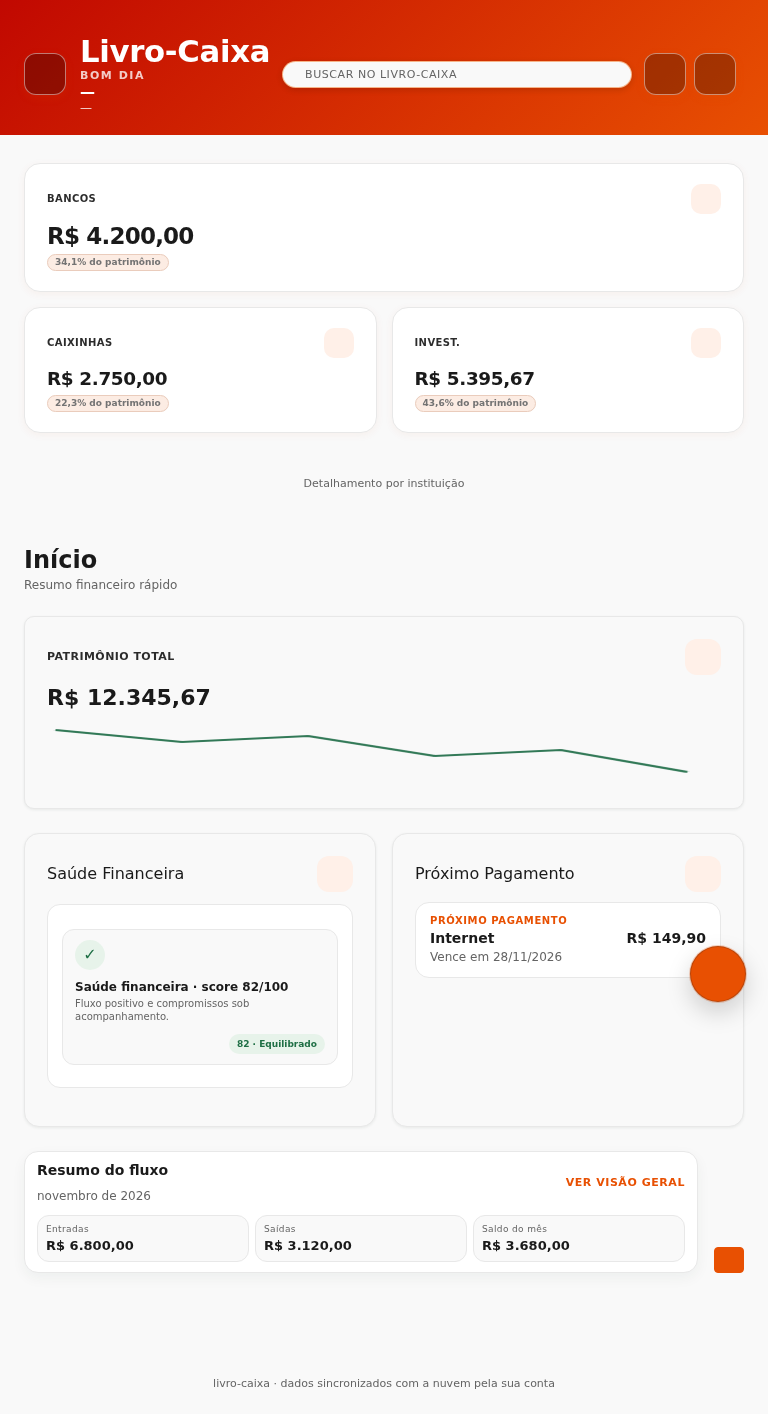 Livro-Caixa
BOM DIA
—
—
BUSCAR NO LIVRO-CAIXA
BANCOS
R$ 4.200,00
34,1% do patrimônio
CAIXINHAS
R$ 2.750,00
22,3% do patrimônio
INVEST.
R$ 5.395,67
43,6% do patrimônio
Detalhamento por instituição
Início
Resumo financeiro rápido
PATRIMÔNIO TOTAL
R$ 12.345,67
Saúde Financeira
✓
Saúde financeira · score 82/100
Fluxo positivo e compromissos sob
acompanhamento.
82 · Equilibrado
Próximo Pagamento
PRÓXIMO PAGAMENTO
Internet R$ 149,90
Vence em 28/11/2026
Resumo do fluxo
novembro de 2026
VER VISÃO GERAL
Entradas
R$ 6.800,00
Saídas
R$ 3.120,00
Saldo do mês
R$ 3.680,00
livro-caixa · dados sincronizados com a nuvem pela sua conta